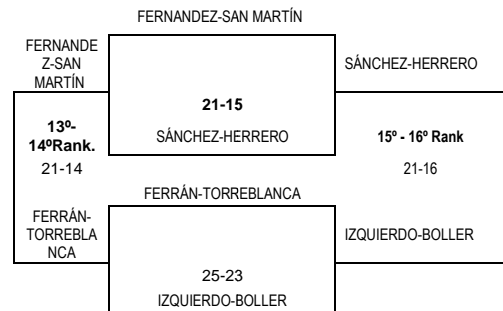 FERNANDEZ-SAN MARTÍN
FERNANDE
Z-SAN
MARTÍN
SÁNCHEZ-HERRERO
21-15
13º-
14ºRank.
SÁNCHEZ-HERRERO
15º - 16º Rank
21-14
21-16
FERRÁN-TORREBLANCA
FERRÁN-
TORREBLA
NCA
IZQUIERDO-BOLLER
25-23
IZQUIERDO-BOLLER